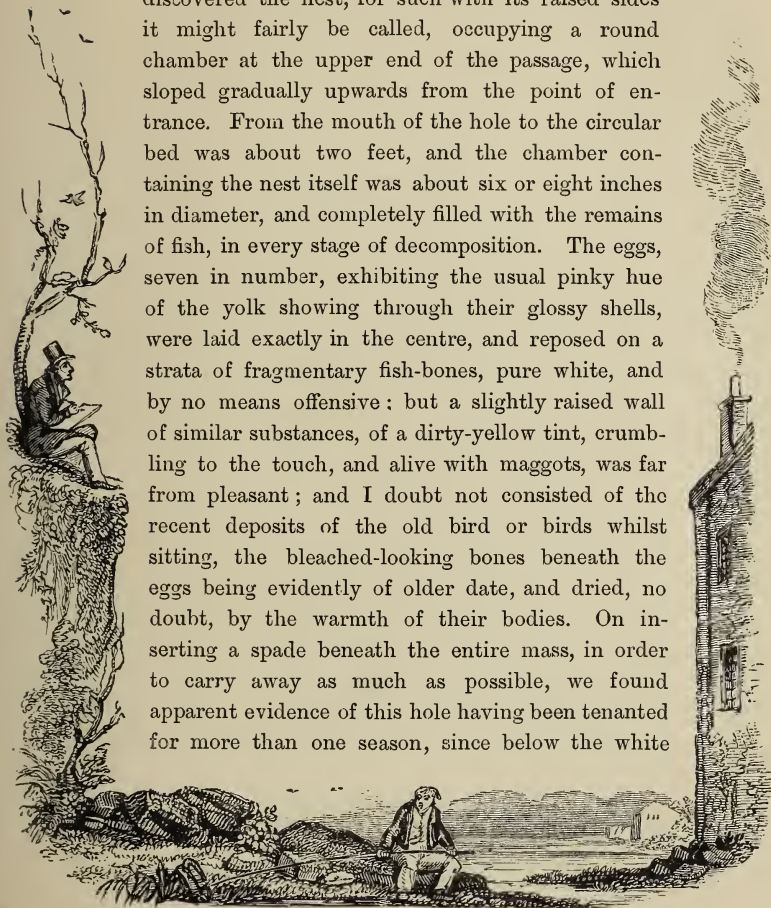 discovered the nest, for such with its raised sides
it might fairly be called, occupying a round
chamber at the upper end of the passage, which
sloped gradually upwards from the point of en-
trance. From the mouth of the hole to the circular
bed was about two feet, and the chamber con-
taining the nest itself was about six or eight inches
in diameter, and completely filled with the remains
of fish, in every stage of decomposition. The eggs,
seven in number, exhibiting the usual pinky hue
of the yolk showing through their glossy shells,
were laid exactly in the centre, and reposed on a
strata of fragmentary fish-bones, pure white, and
by no means offensive; but a slightly raised wall
of similar substances, of a dirty-yellow tint, crumb-
ling to the touch, and alive with maggots, was far
from pleasant; and I doubt not consisted of the
recent deposits of the old bird or birds whilst
sitting, the bleached-looking bones beneath the
eggs being evidently of older date, and dried, no
doubt, by the warmth of their bodies. On in-
serting a spade beneath the entire mass, in order
to carry away as much as possible, we found
apparent evidence of this hole having been tenanted
for more than one season, since below the white